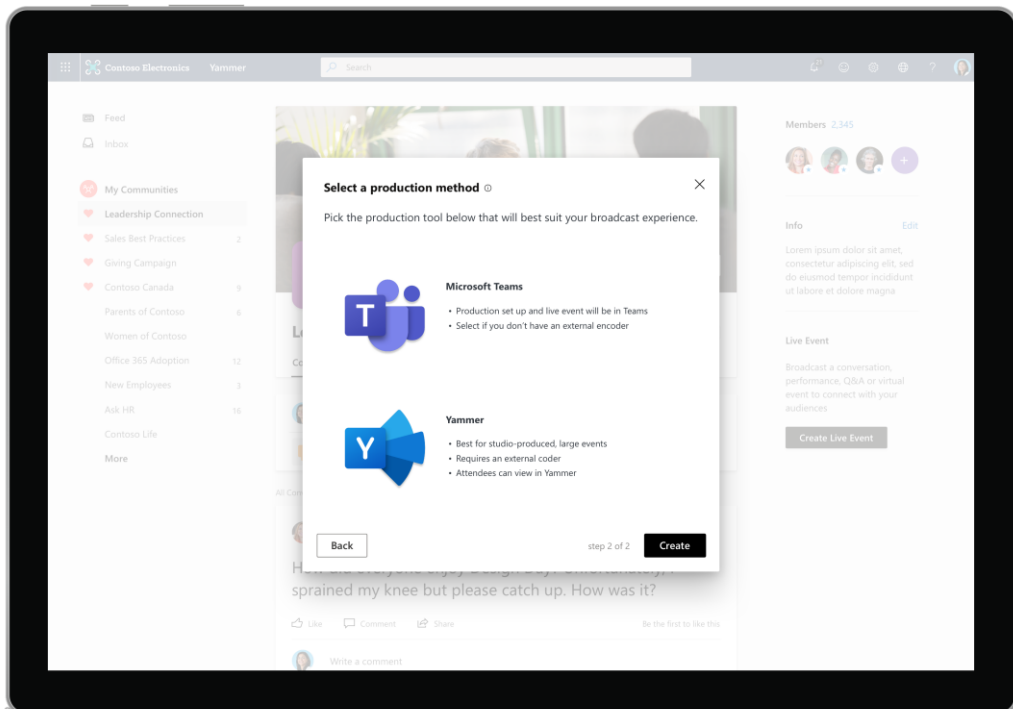 Contoso Electronics Yammer
Search
Feed
Inbox
My Communities
Leadership Connection
Sales Best Practices 2
Giving Campaign
Contoso Canada 9
Parents of Contoso 6
Women of Contoso
Office 365 Adoption 12
New Employees 3
Ask HR 16
Contoso Life
More
Select a production method
Pick the production tool below that will best suit your broadcast experience.
T
Microsoft Teams
• Production set up and live event will be in Teams
• Select if you don't have an external encoder
Y
Yammer
• Best for studio-produced, large events
• Requires an external coder
• Attendees can view in Yammer
Back
step 2 of 2
Create
sprained my knee but please catch up. How was it?
Like Comment Share
Be the first to like this
Write a comment
Members 2,345
Info Edit
Lorem ipsum dolor sit amet,
consectetur adipiscing elit, sed
do eiusmod tempor incididunt
ut labore et dolore magna
Live Event
Broadcast a conversation,
performance, Q&A or virtual
event to connect with your
audiences
Create Live Event